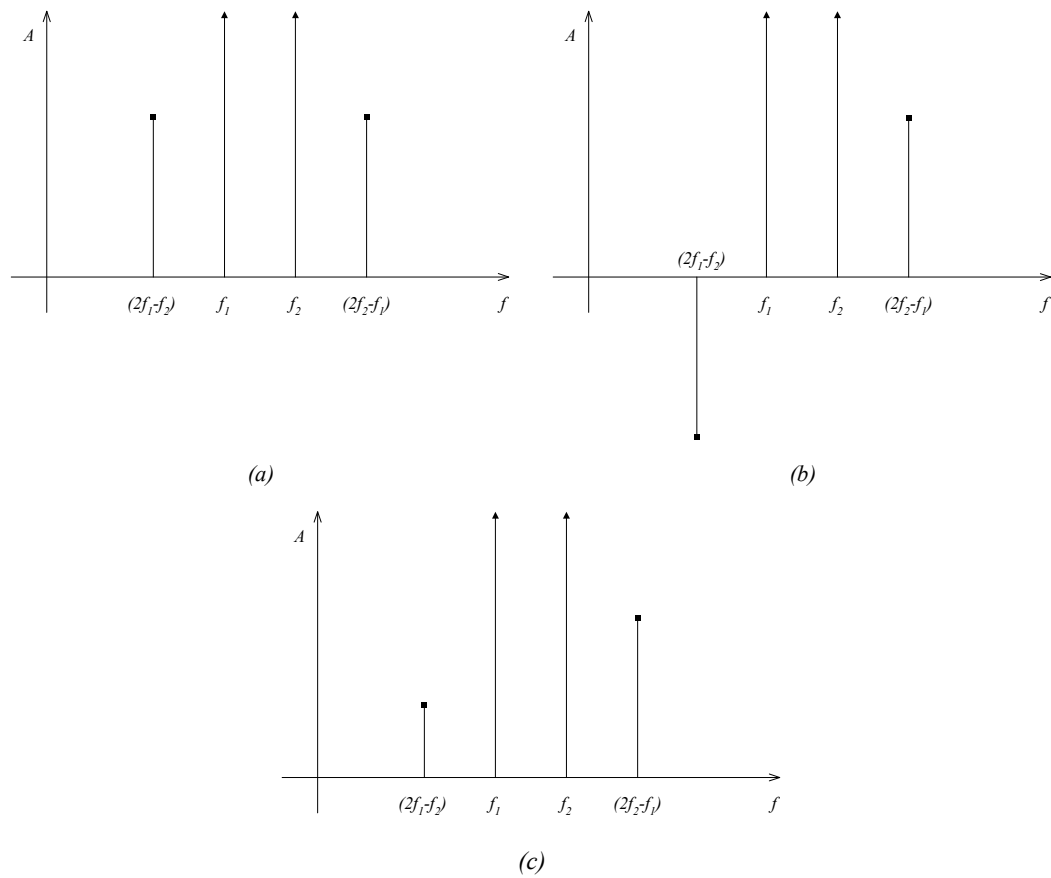 A
(2f₁-f₂) f₁ f₂ (2f₂-f₁) f
(a)
A
(2f₁-f₂)
f₁ f₂ (2f₂-f₁) f
(b)
A
(2f₁-f₂) f₁ f₂ (2f₂-f₁) f
(c)